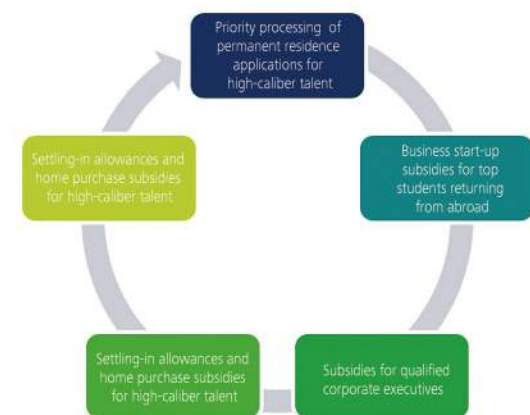 Priority processing of
permanent residence
applications for
high-caliber talent
Business start-up
subsidies for top
students returning
from abroad
Subsidies for qualified
corporate executives
Settling-in allowances and
home purchase subsidies
for high-caliber talent
Settling-in allowances and
home purchase subsidies
for high-caliber talent